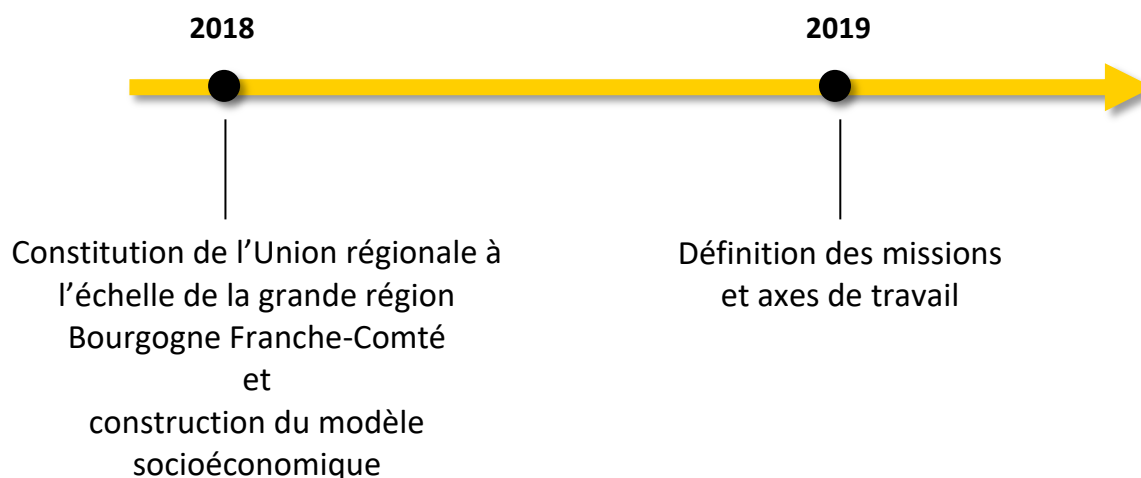 2018
2019
Constitution de l’Union régionale à
l’échelle de la grande région
Bourgogne Franche-Comté
et
construction du modèle
socioéconomique
Définition des missions
et axes de travail